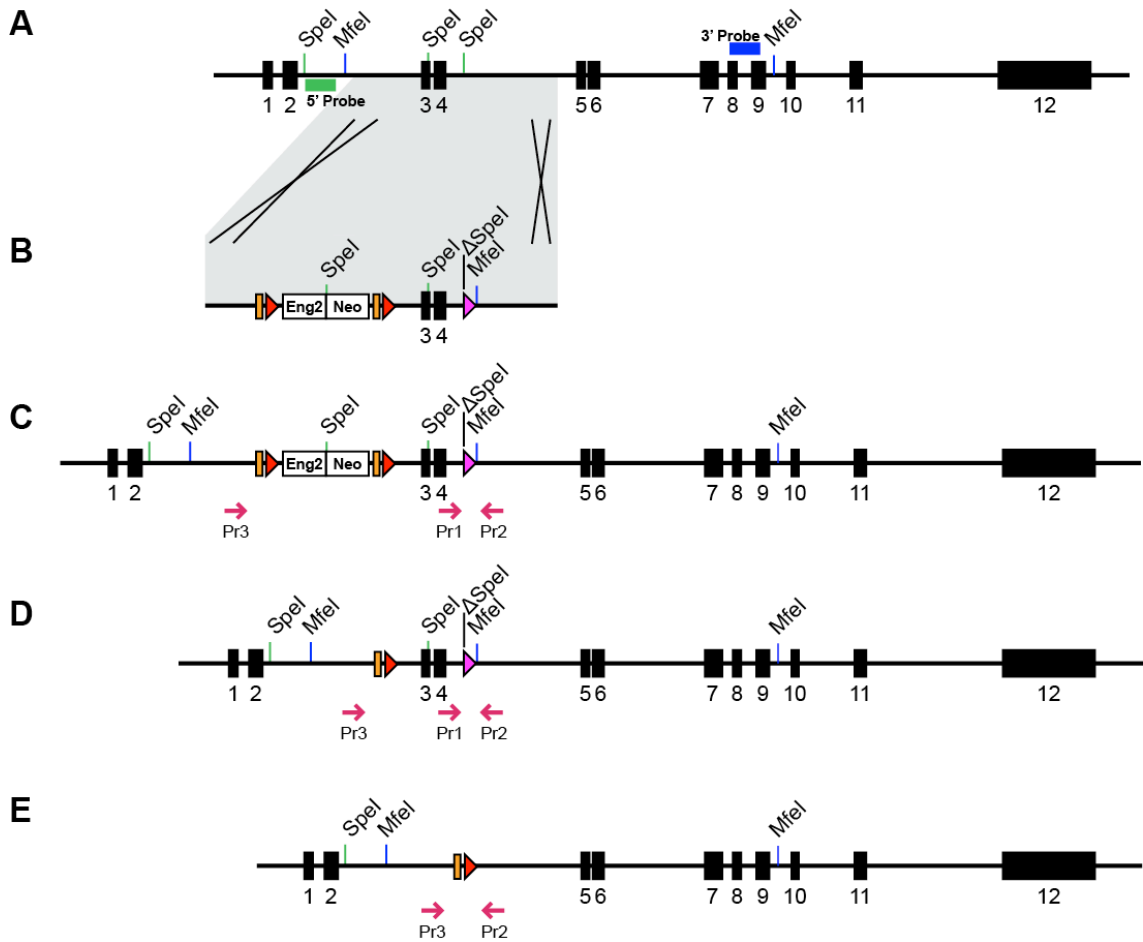 A
SpeI
MfeI
SpeI
SpeI
3' Probe
MfeI
5' Probe
1 2 3 4 5 6 7 8 9 10 11 12
B
SpeI
SpeI
ΔSpeI
MfeI
Eng2 Neo
3 4
C
SpeI
MfeI
SpeI
SpeI
ΔSpeI
MfeI
MfeI
Eng2 Neo
1 2 3 4 5 6 7 8 9 10 11 12
Pr3 Pr1 Pr2
D
SpeI
MfeI
SpeI
ΔSpeI
MfeI
MfeI
1 2 3 4 5 6 7 8 9 10 11 12
Pr3 Pr1 Pr2
E
SpeI
MfeI
MfeI
1 2 5 6 7 8 9 10 11 12
Pr3 Pr2